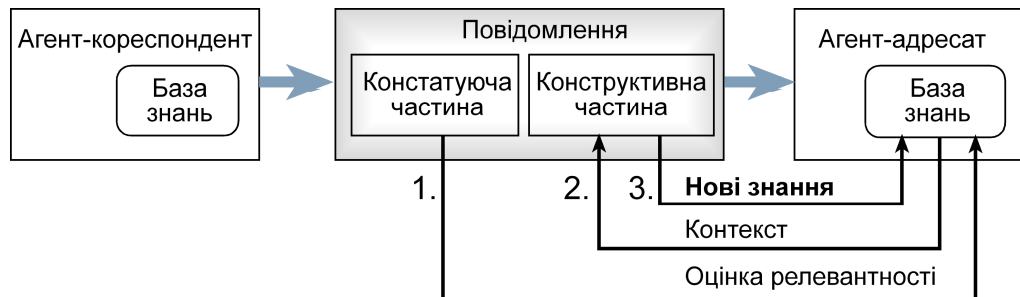 Агент-кореспондент
База
знань
Повідомлення
Констатуюча
частина
Конструктивна
частина
Агент-адресат
База
знань
1.
2.
3.
Нові знання
Контекст
Оцінка релевантності